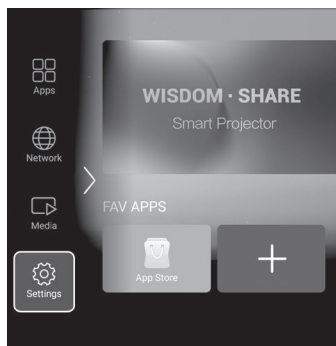 Apps
WISDOM · SHARE
Smart Projector
Network
Media
FAV APPS
App Store
Settings